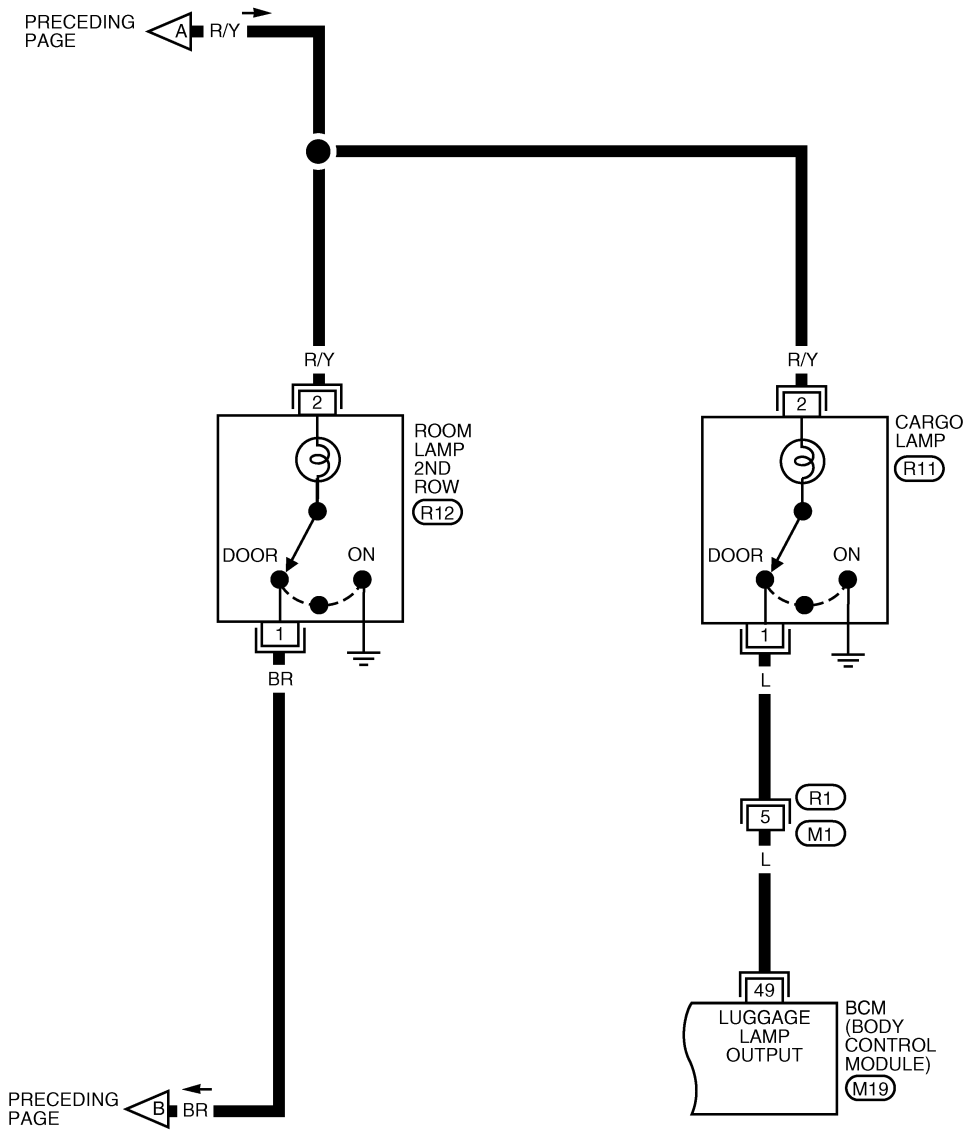 PRECEDING
PAGE
A
R/Y
R/Y
R/Y
2
2
ROOM
LAMP
2ND
ROW
R12
CARGO
LAMP
R11
DOOR
ON
DOOR
ON
1
1
BR
L
R1
5
M1
L
49
LUGGAGE
LAMP
OUTPUT
BCM
(BODY
CONTROL
MODULE)
M19
PRECEDING
PAGE
B
BR